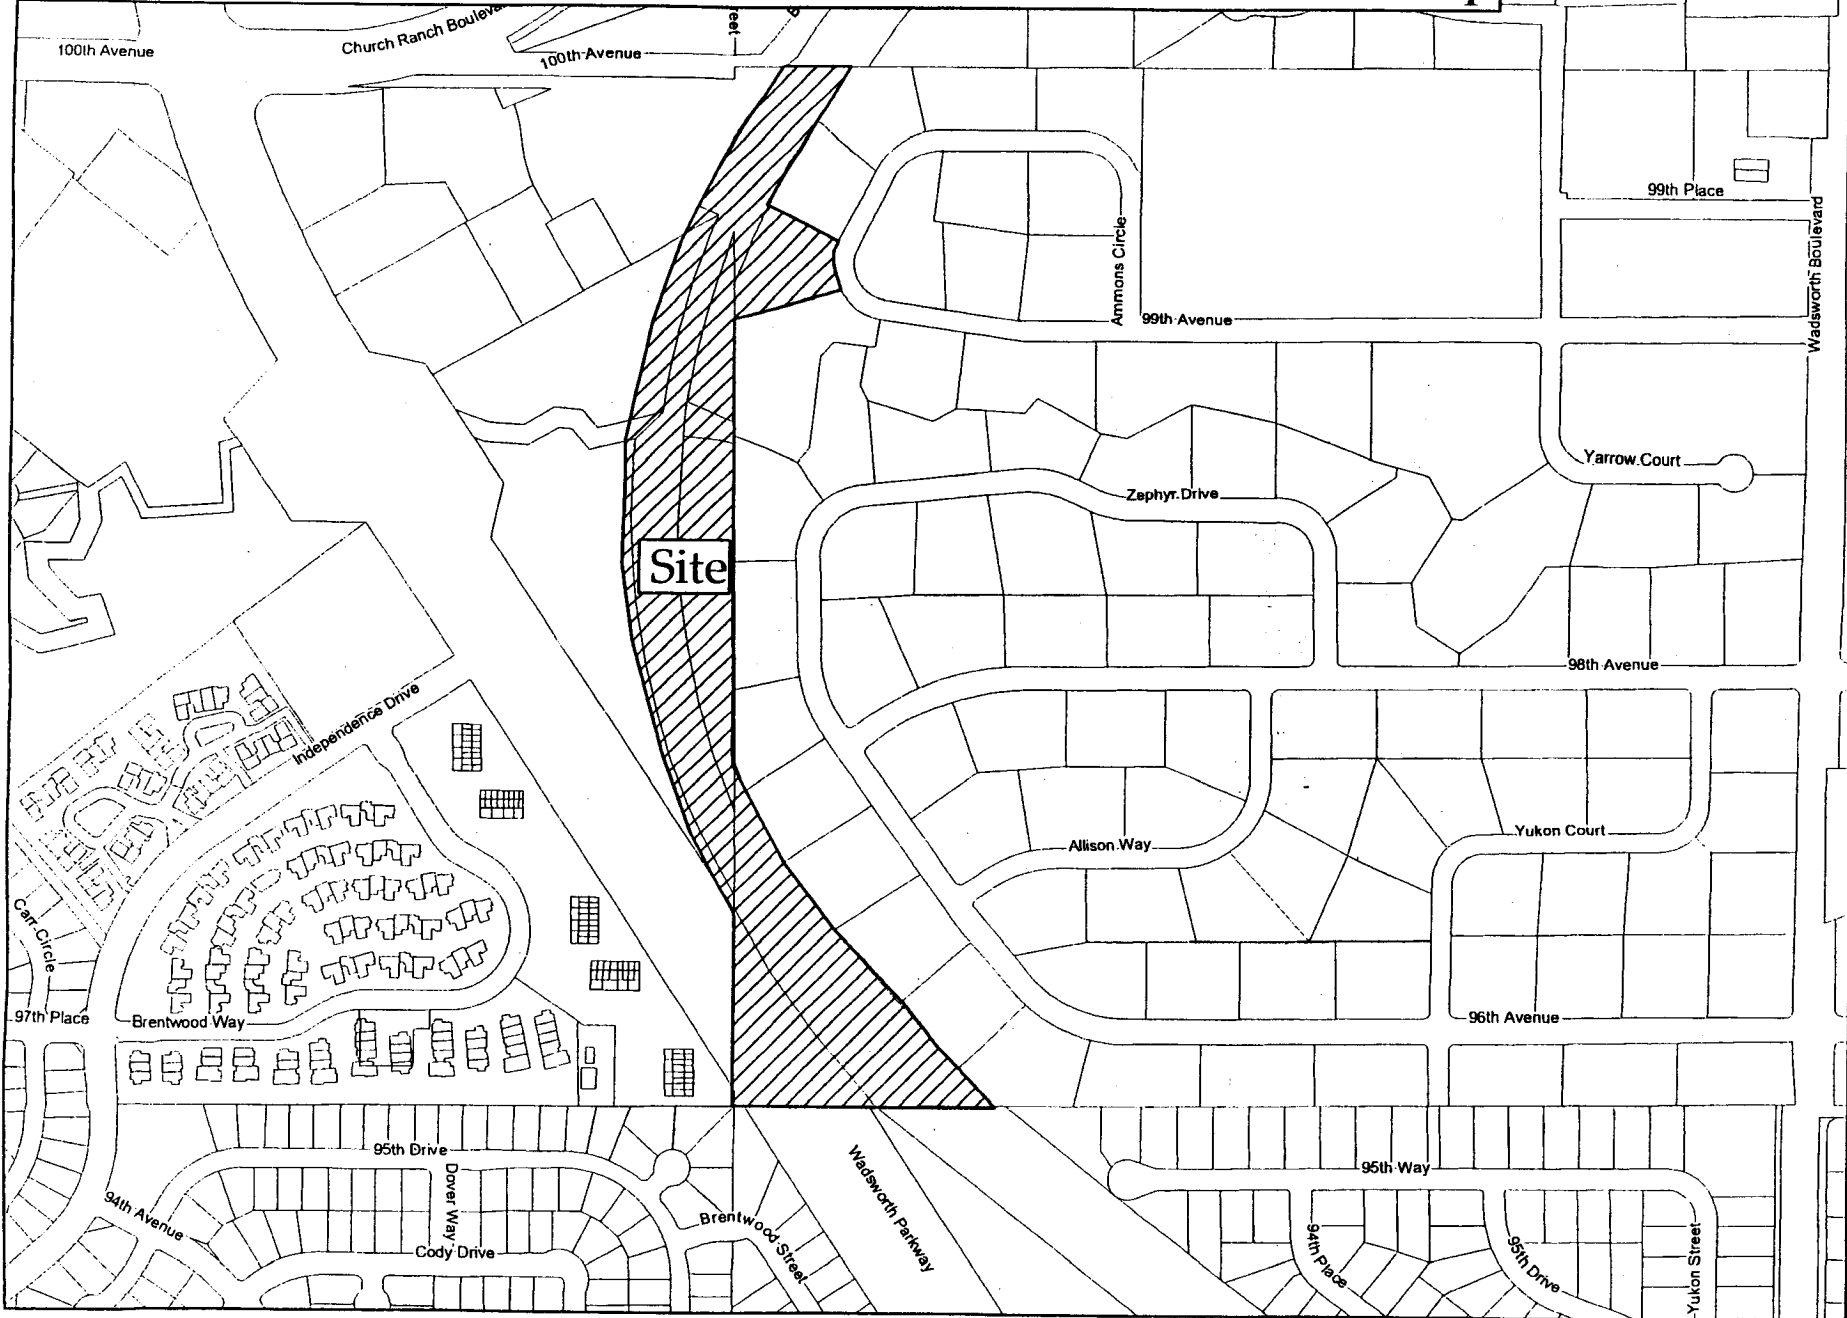 100th Avenue
Church Ranch
100th Avenue
99th Place
Wadsworth Boulevard
Ammons Circle
99th Avenue
Yarrow Court
Zephyr Drive
Site
98th Avenue
Independence Drive
Yukon Court
Allison Way
Carr Circle
97th Place
Brentwood Way
96th Avenue
95th Drive
Dover Way
94th Avenue
Cody Drive
Brentwood Street
Wadsworth Parkway
95th Way
94th Place
95th Drive
Yukon Street